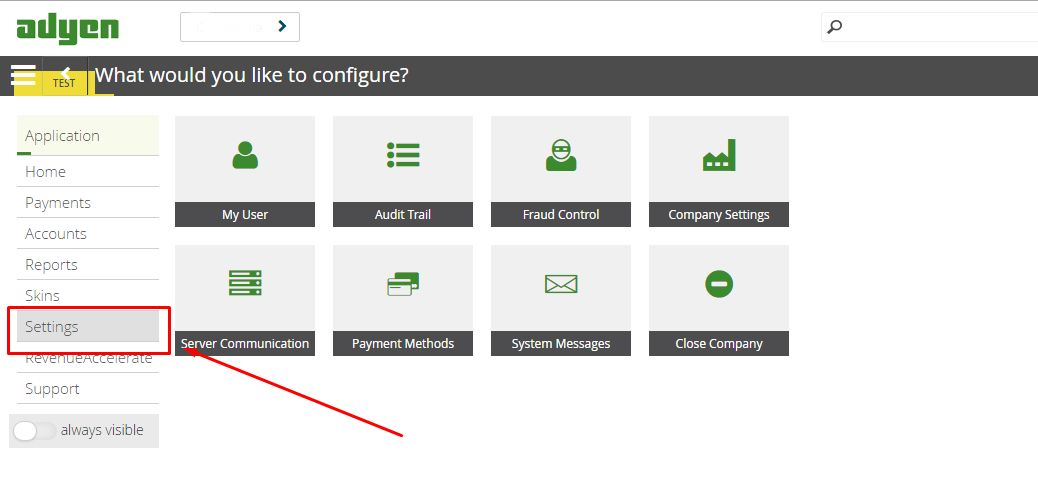 adyen
TEST
What would you like to configure?
Application
Home
Payments
Accounts
Reports
Skins
Settings
RevenueAccelerate
Support
always visible
My User
Audit Trail
Fraud Control
Company Settings
Server Communication
Payment Methods
System Messages
Close Company